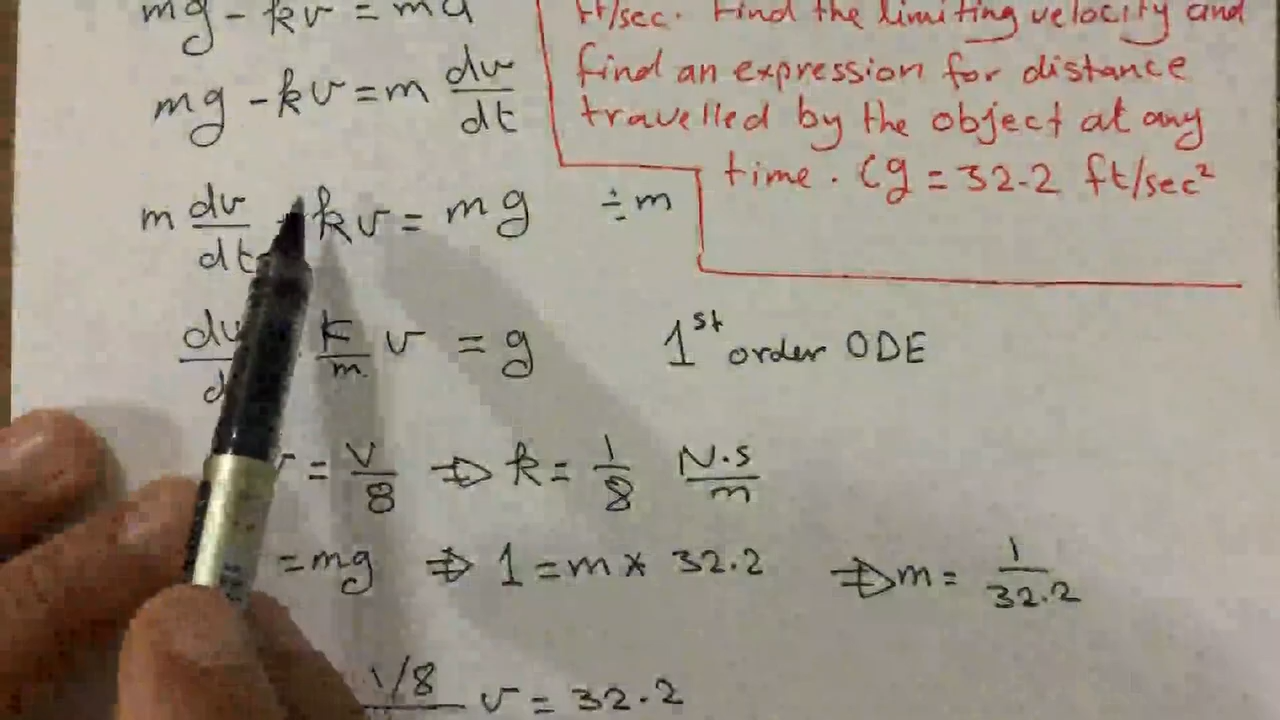 mg - kv = ma
mg - kv = m dv/dt
m dv/dt kv = mg ÷ m
k/m v = g 1st order ODE
= v/8 ⇒ k = 1/8 N.s/m
= mg ⇒ 1 = m × 32.2 ⇒ m = 1/32.2
1/8 v = 32.2
ft/sec. Find the limiting velocity and
find an expression for distance
travelled by the object at any
time. (g = 32.2 ft/sec²